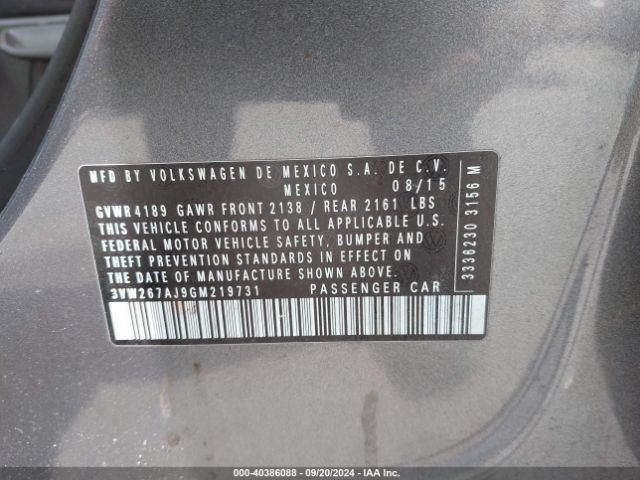 MFD BY VOLKSWAGEN DE MEXICO S.A. DE C.V.
MEXICO 08/15
GVWR 4189 GAWR FRONT 2138 / REAR 2161 LBS
THIS VEHICLE CONFORMS TO ALL APPLICABLE U.S.
FEDERAL MOTOR VEHICLE SAFETY, BUMPER AND
THEFT PREVENTION STANDARDS IN EFFECT ON
THE DATE OF MANUFACTURE SHOWN ABOVE.
3VW267AJ9GM219731 PASSENGER CAR
3336230 3156 M
000-40386088 — 09/20/2024 — IAA Inc.